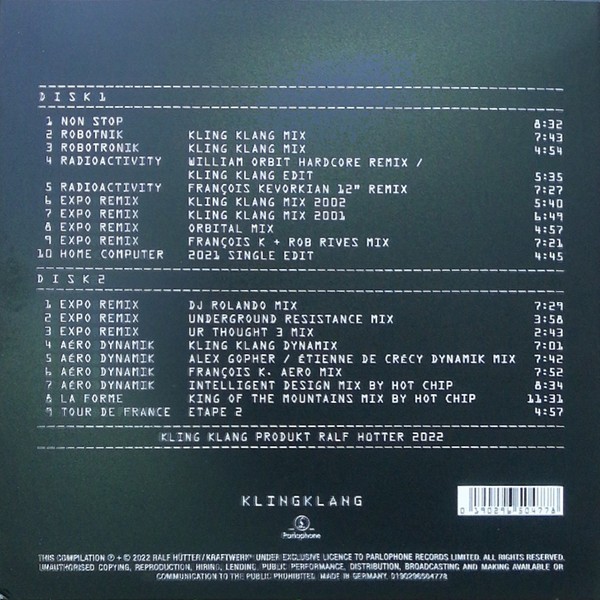 DISK1
1 NON STOP 8:32
2 ROBOTNIK KLING KLANG MIX 7:43
3 ROBOTRONIK KLING KLANG MIX 4:54
4 RADIOACTIVITY WILLIAM ORBIT HARDCORE REMIX /
KLING KLANG EDIT 5:35
5 RADIOACTIVITY FRANÇOIS KEVORKIAN 12" REMIX 7:27
6 EXPO REMIX KLING KLANG MIX 2002 5:40
7 EXPO REMIX KLING KLANG MIX 2001 6:49
8 EXPO REMIX ORBITAL MIX 4:57
9 EXPO REMIX FRANÇOIS K + ROB RIVES MIX 7:21
10 HOME COMPUTER 2021 SINGLE EDIT 4:45
DISK2
1 EXPO REMIX DJ ROLANDO MIX 7:29
2 EXPO REMIX UNDERGROUND RESISTANCE MIX 3:58
3 EXPO REMIX UR THOUGHT 3 MIX 2:43
4 AÉRO DYNAMIK KLING KLANG DYNAMIX 7:01
5 AÉRO DYNAMIK ALEX GOPHER / ÉTIENNE DE CRÉCY DYNAMIK MIX 7:42
6 AÉRO DYNAMIK FRANÇOIS K. AERO MIX 7:52
7 AÉRO DYNAMIK INTELLIGENT DESIGN MIX BY HOT CHIP 8:34
8 LA FORME KING OF THE MOUNTAINS MIX BY HOT CHIP 11:31
9 TOUR DE FRANCE ETAPE 2 4:57
KLING KLANG PRODUKT RALF HÜTTER 2022
KLINGKLANG
Parlophone
0 190296 504778
THIS COMPILATION ℗ + © 2022 RALF HÜTTER/KRAFTWERK UNDER EXCLUSIVE LICENCE TO PARLOPHONE RECORDS LIMITED. ALL RIGHTS RESERVED.
UNAUTHORISED COPYING, REPRODUCTION, HIRING, LENDING, PUBLIC PERFORMANCE, DISTRIBUTION, BROADCASTING AND MAKING AVAILABLE OR
COMMUNICATION TO THE PUBLIC PROHIBITED. MADE IN GERMANY. 0190296504778